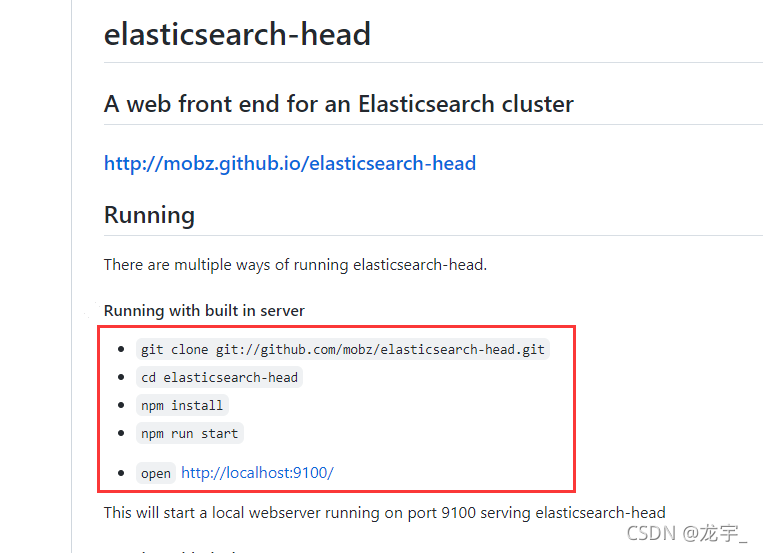 elasticsearch-head
A web front end for an Elasticsearch cluster
http://mobz.github.io/elasticsearch-head
Running
There are multiple ways of running elasticsearch-head.
Running with built in server
git clone git://github.com/mobz/elasticsearch-head.git
cd elasticsearch-head
npm install
npm run start
open http://localhost:9100/
This will start a local webserver running on port 9100 serving elasticsearch-head
CSDN @龙宇_